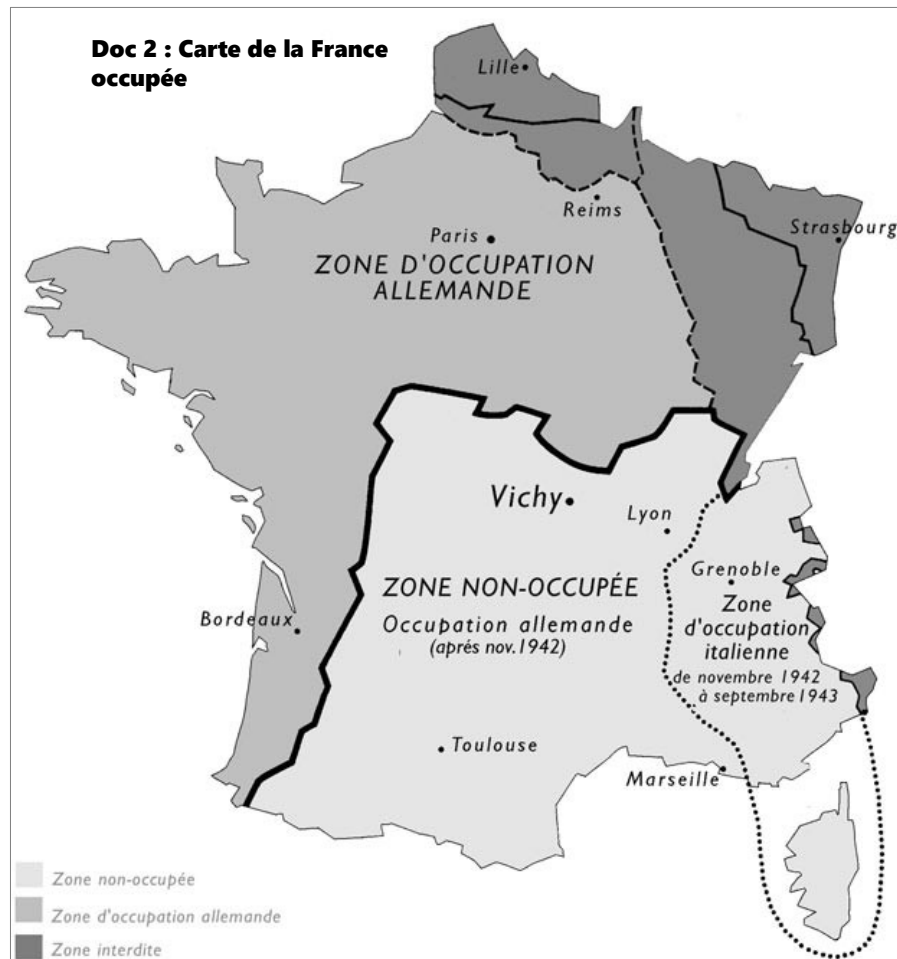 Doc 2 : Carte de la France
occupée
Lille
Reims
Strasbourg
Paris
ZONE D'OCCUPATION
ALLEMANDE
Vichy
Lyon
ZONE NON-OCCUPÉE
Occupation allemande
(aprés nov.1942)
Grenoble
Zone
d'occupation
italienne
de novembre 1942
à septembre 1943
Bordeaux
Toulouse
Marseille
Zone non-occupée
Zone d'occupation allemande
Zone interdite